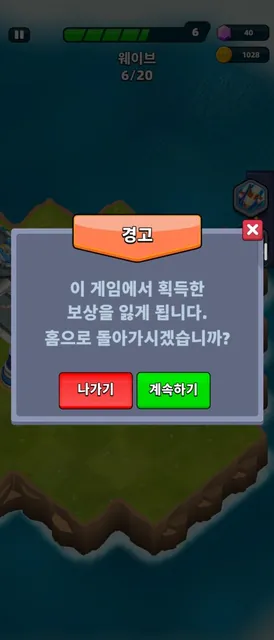 6
40
웨이브
1028
6/20
경고
이 게임에서 획득한
보상을 잃게 됩니다.
홈으로 돌아가시겠습니까?
나가기
계속하기